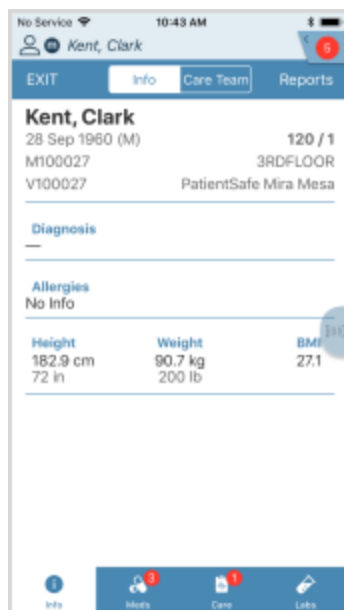 No Service 10:43 AM
Kent, Clark
6
EXIT Info Care Team Reports
Kent, Clark
28 Sep 1960 (M) 120 / 1
M100027 3RDFLOOR
V100027 PatientSafe Mira Mesa
Diagnosis
—
Allergies
No Info
Height Weight BMI
182.9 cm 90.7 kg 27.1
72 in 200 lb
3 1
Info Meds Care Labs